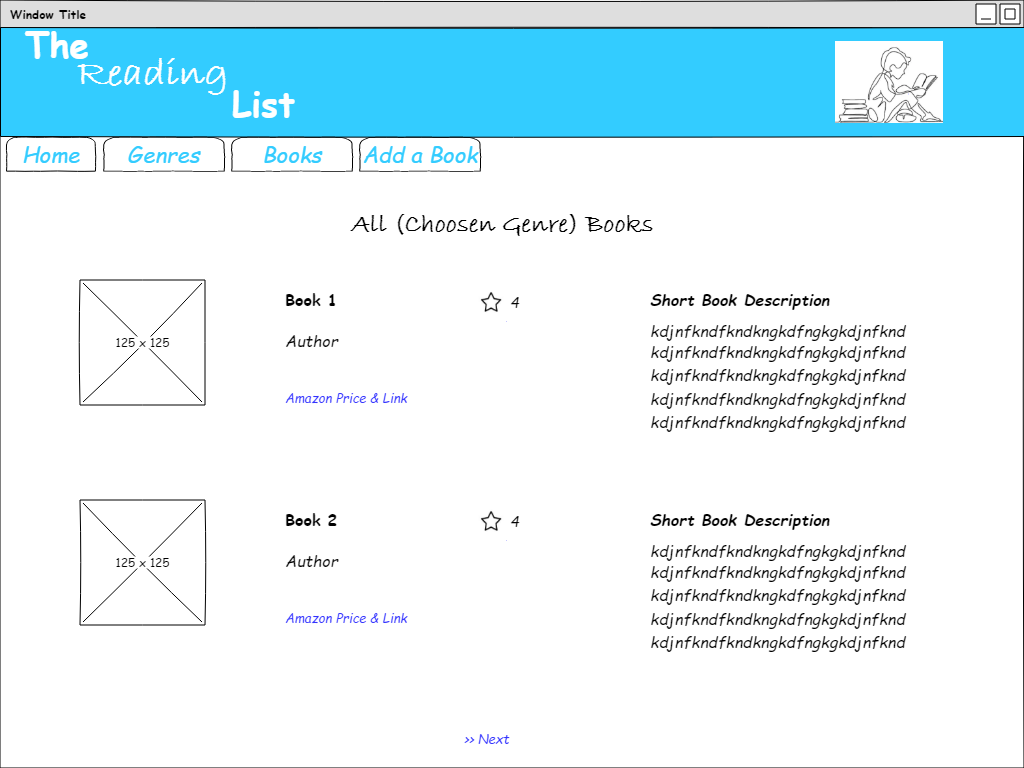 Window Title
The
Reading
List
Home Genres Books Add a Book
All (Choosen Genre) Books
125 x 125
Book 1
4
Author
Amazon Price & Link
Short Book Description
kdjnfkndfkndkngkdfngkgkdjnfknd
kdjnfkndfkndkngkdfngkgkdjnfknd
kdjnfkndfkndkngkdfngkgkdjnfknd
kdjnfkndfkndkngkdfngkgkdjnfknd
kdjnfkndfkndkngkdfngkgkdjnfknd
125 x 125
Book 2
4
Author
Amazon Price & Link
Short Book Description
kdjnfkndfkndkngkdfngkgkdjnfknd
kdjnfkndfkndkngkdfngkgkdjnfknd
kdjnfkndfkndkngkdfngkgkdjnfknd
kdjnfkndfkndkngkdfngkgkdjnfknd
kdjnfkndfkndkngkdfngkgkdjnfknd
>> Next